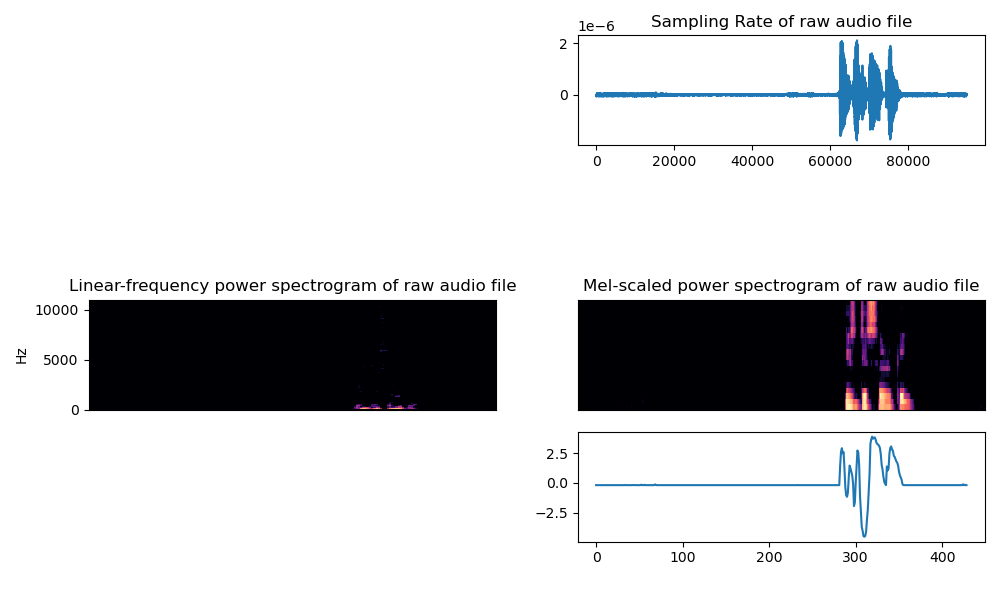 Sampling Rate of raw audio file
1e−6
2
0
0 20000 40000 60000 80000
Linear-frequency power spectrogram of raw audio file
10000
5000
0
Hz
Mel-scaled power spectrogram of raw audio file
2.5
0.0
−2.5
0 100 200 300 400